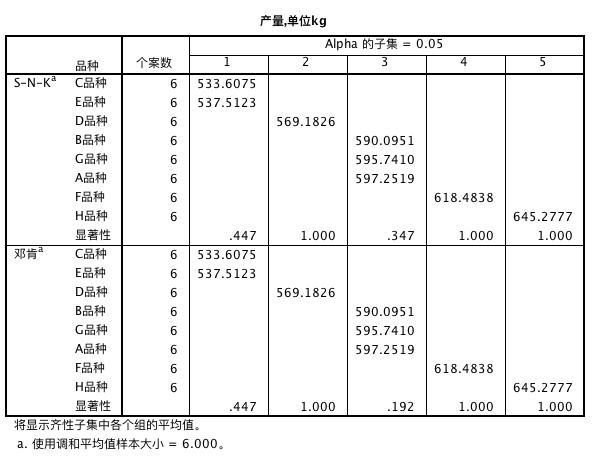 产量,单位kg
品种 个案数 Alpha 的子集 = 0.05
1 2 3 4 5
S-N-Kᵃ C品种 6 533.6075
E品种 6 537.5123
D品种 6 569.1826
B品种 6 590.0951
G品种 6 595.7410
A品种 6 597.2519
F品种 6 618.4838
H品种 6 645.2777
显著性 .447 1.000 .347 1.000 1.000
邓肯ᵃ C品种 6 533.6075
E品种 6 537.5123
D品种 6 569.1826
B品种 6 590.0951
G品种 6 595.7410
A品种 6 597.2519
F品种 6 618.4838
H品种 6 645.2777
显著性 .447 1.000 .192 1.000 1.000
将显示齐性子集中各个组的平均值。
a. 使用调和平均值样本大小 = 6.000。